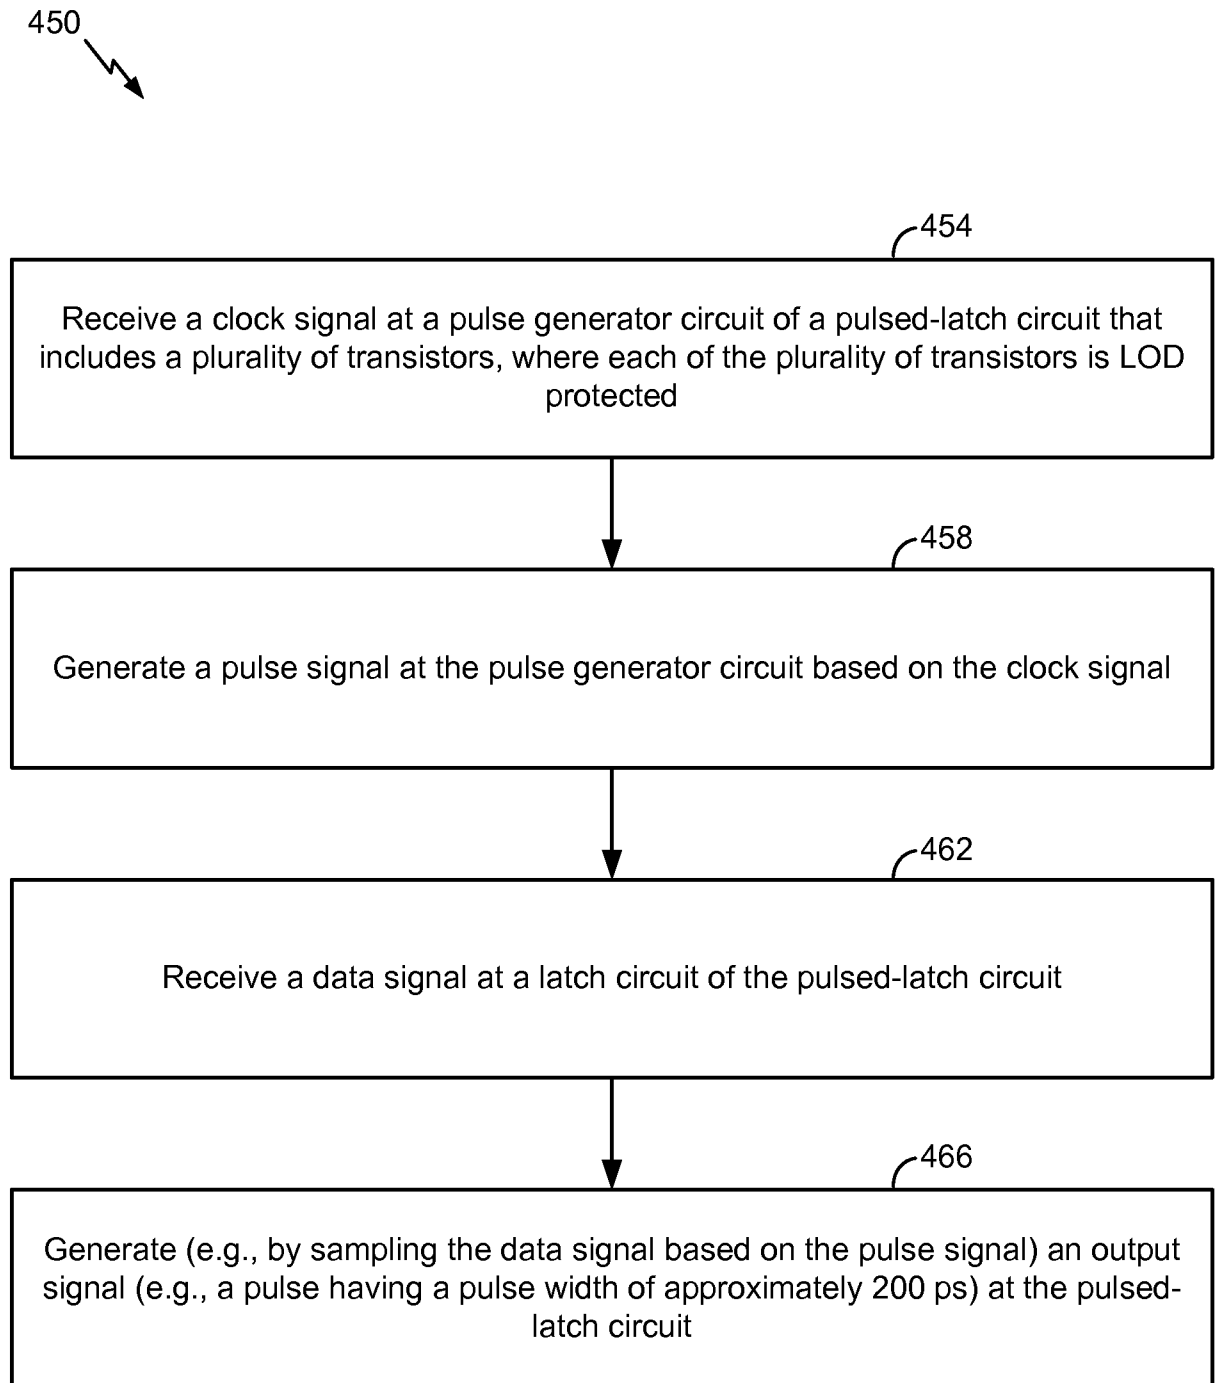 450
454
Receive a clock signal at a pulse generator circuit of a pulsed-latch circuit that
includes a plurality of transistors, where each of the plurality of transistors is LOD
protected
458
Generate a pulse signal at the pulse generator circuit based on the clock signal
462
Receive a data signal at a latch circuit of the pulsed-latch circuit
466
Generate (e.g., by sampling the data signal based on the pulse signal) an output
signal (e.g., a pulse having a pulse width of approximately 200 ps) at the pulsed-
latch circuit